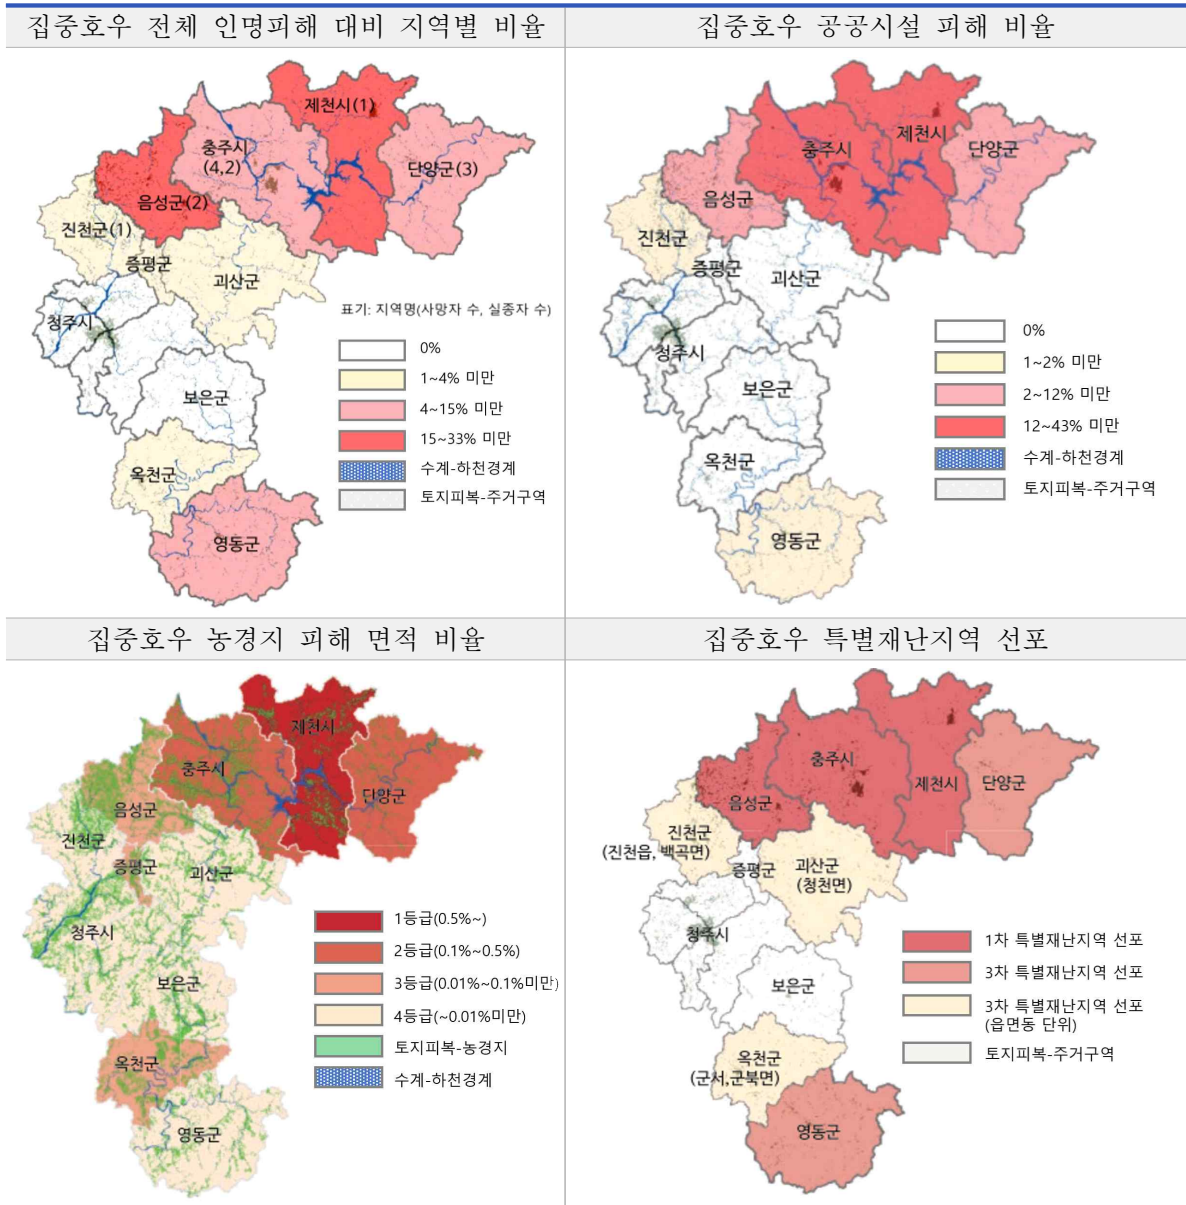 집중호우 전체 인명피해 대비 지역별 비율
제천시(1)
충주시
(4,2)
단양군(3)
음성군(2)
진천군(1)
증평군
괴산군
표기: 지역명(사망자 수, 실종자 수)
청주시
보은군
옥천군
영동군
0%
1~4% 미만
4~15% 미만
15~33% 미만
수계-하천경계
토지피복-주거구역
집중호우 공공시설 피해 비율
제천시
충주시
단양군
음성군
진천군
증평군
괴산군
청주시
보은군
옥천군
영동군
0%
1~2% 미만
2~12% 미만
12~43% 미만
수계-하천경계
토지피복-주거구역
집중호우 농경지 피해 면적 비율
제천시
충주시
단양군
음성군
진천군
증평군
괴산군
청주시
보은군
옥천군
영동군
1등급(0.5%~)
2등급(0.1%~0.5%)
3등급(0.01%~0.1%미만)
4등급(~0.01%미만)
토지피복-농경지
수계-하천경계
집중호우 특별재난지역 선포
충주시
제천시
단양군
음성군
진천군
(진천읍, 백곡면)
증평군
괴산군
(청천면)
청주시
보은군
옥천군
(군서,군북면)
영동군
1차 특별재난지역 선포
3차 특별재난지역 선포
3차 특별재난지역 선포
(읍면동 단위)
토지피복-주거구역